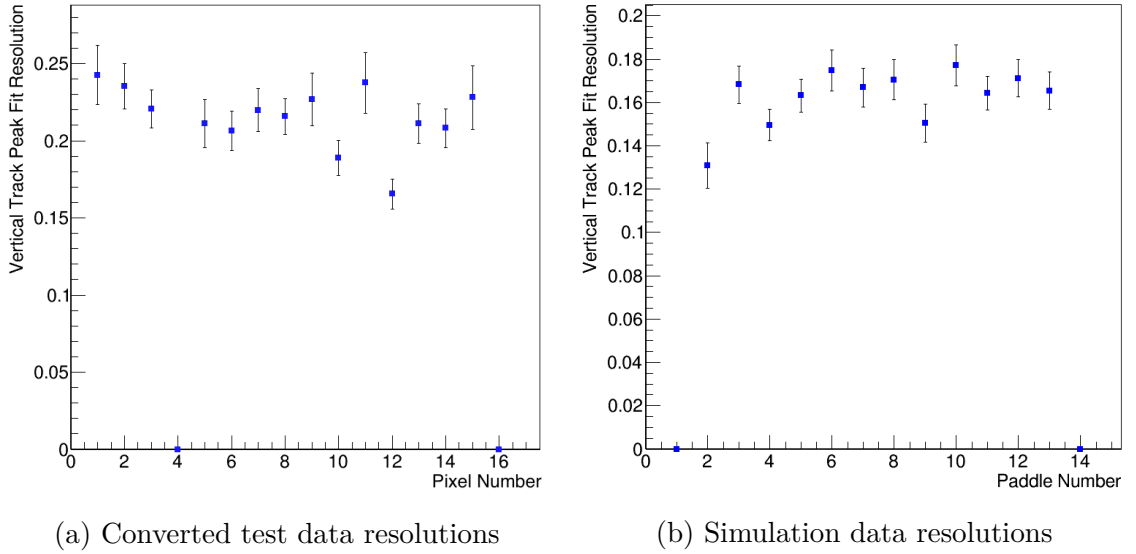 Vertical Track Peak Fit Resolution
0.25
0.2
0.15
0.1
0.05
0
0 2 4 6 8 10 12 14 16
Pixel Number
(a) Converted test data resolutions
Vertical Track Peak Fit Resolution
0.2
0.18
0.16
0.14
0.12
0.1
0.08
0.06
0.04
0.02
0
0 2 4 6 8 10 12 14
Paddle Number
(b) Simulation data resolutions